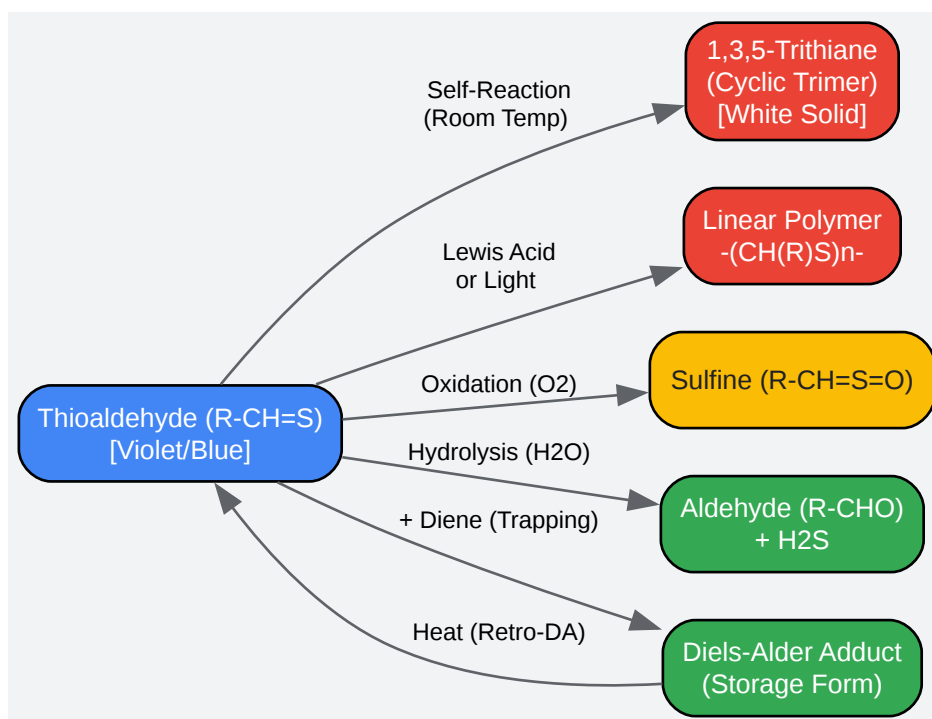 1,3,5-Trithiane
(Cyclic Trimer)
[White Solid]
Self-Reaction
(Room Temp)
Linear Polymer
-(CH(R)S)n-
Lewis Acid
or Light
Oxidation (O2)
Sulfine (R-CH=S=O)
Thioaldehyde (R-CH=S)
[Violet/Blue]
Hydrolysis (H2O)
Aldehyde (R-CHO)
+ H2S
+ Diene (Trapping)
Heat (Retro-DA)
Diels-Alder Adduct
(Storage Form)